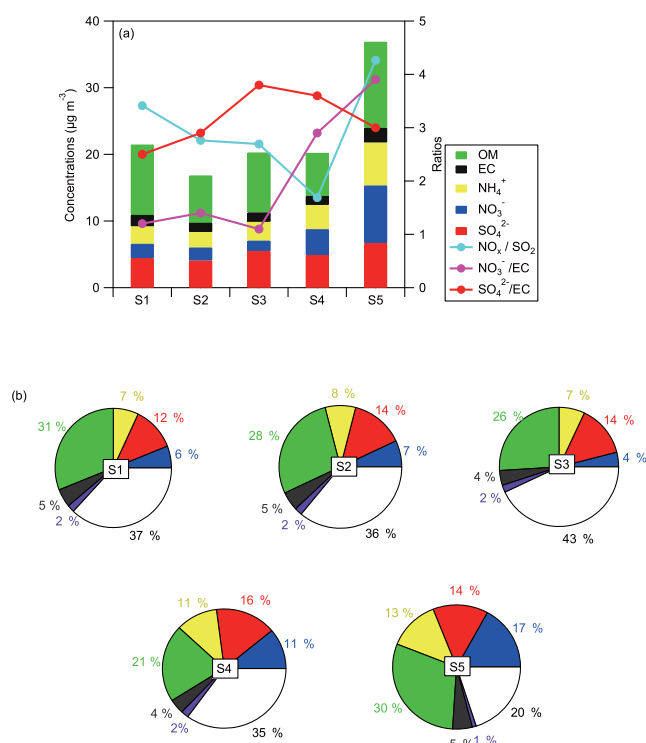 (a)
Concentrations (µg m⁻³)
40
30
20
10
0
5
4
3
2
1
0
Ratios
S1 S2 S3 S4 S5
OM
EC
NH₄⁺
NO₃⁻
SO₄²⁻
NOₓ / SO₂
NO₃⁻/EC
SO₄²⁻/EC
(b)
7 %
31 %
12 %
6 %
S1
5 %
2 %
37 %
8 %
14 %
28 %
7 %
S2
5 %
2 %
36 %
7 %
26 %
14 %
4 %
S3
4 %
2 %
43 %
11 %
16 %
21 %
11 %
S4
4 %
2%
35 %
14 %
13 %
17 %
S5
30 %
20 %
5 %
1 %